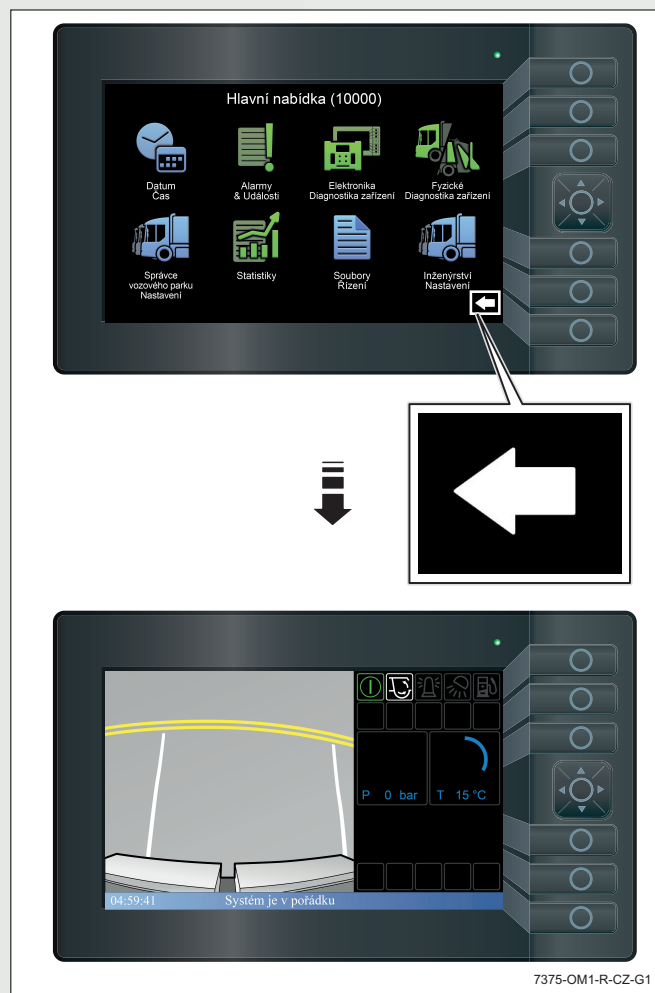 Hlavní nabídka (10000)
Datum
Čas
Alarmy
& Události
Elektronika
Diagnostika zařízení
Fyzické
Diagnostika zařízení
Správce
vozového parku
Nastavení
Statistiky
Soubory
Řízení
Inženýrství
Nastavení
P 0 bar
T 15 °C
04:59:41 Systém je v pořádku
7375-OM1-R-CZ-G1